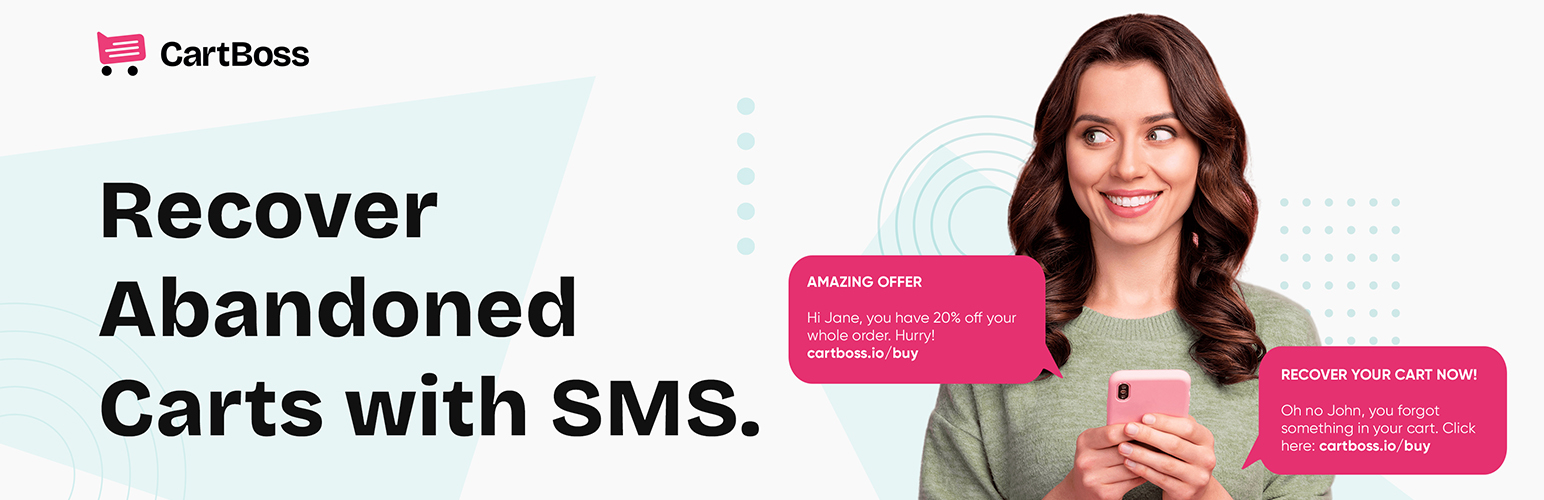 CartBoss
Recover
Abandoned
Carts with SMS.
AMAZING OFFER
Hi Jane, you have 20% off your
whole order. Hurry!
cartboss.io/buy
RECOVER YOUR CART NOW!
Oh no John, you forgot
something in your cart. Click
here: cartboss.io/buy